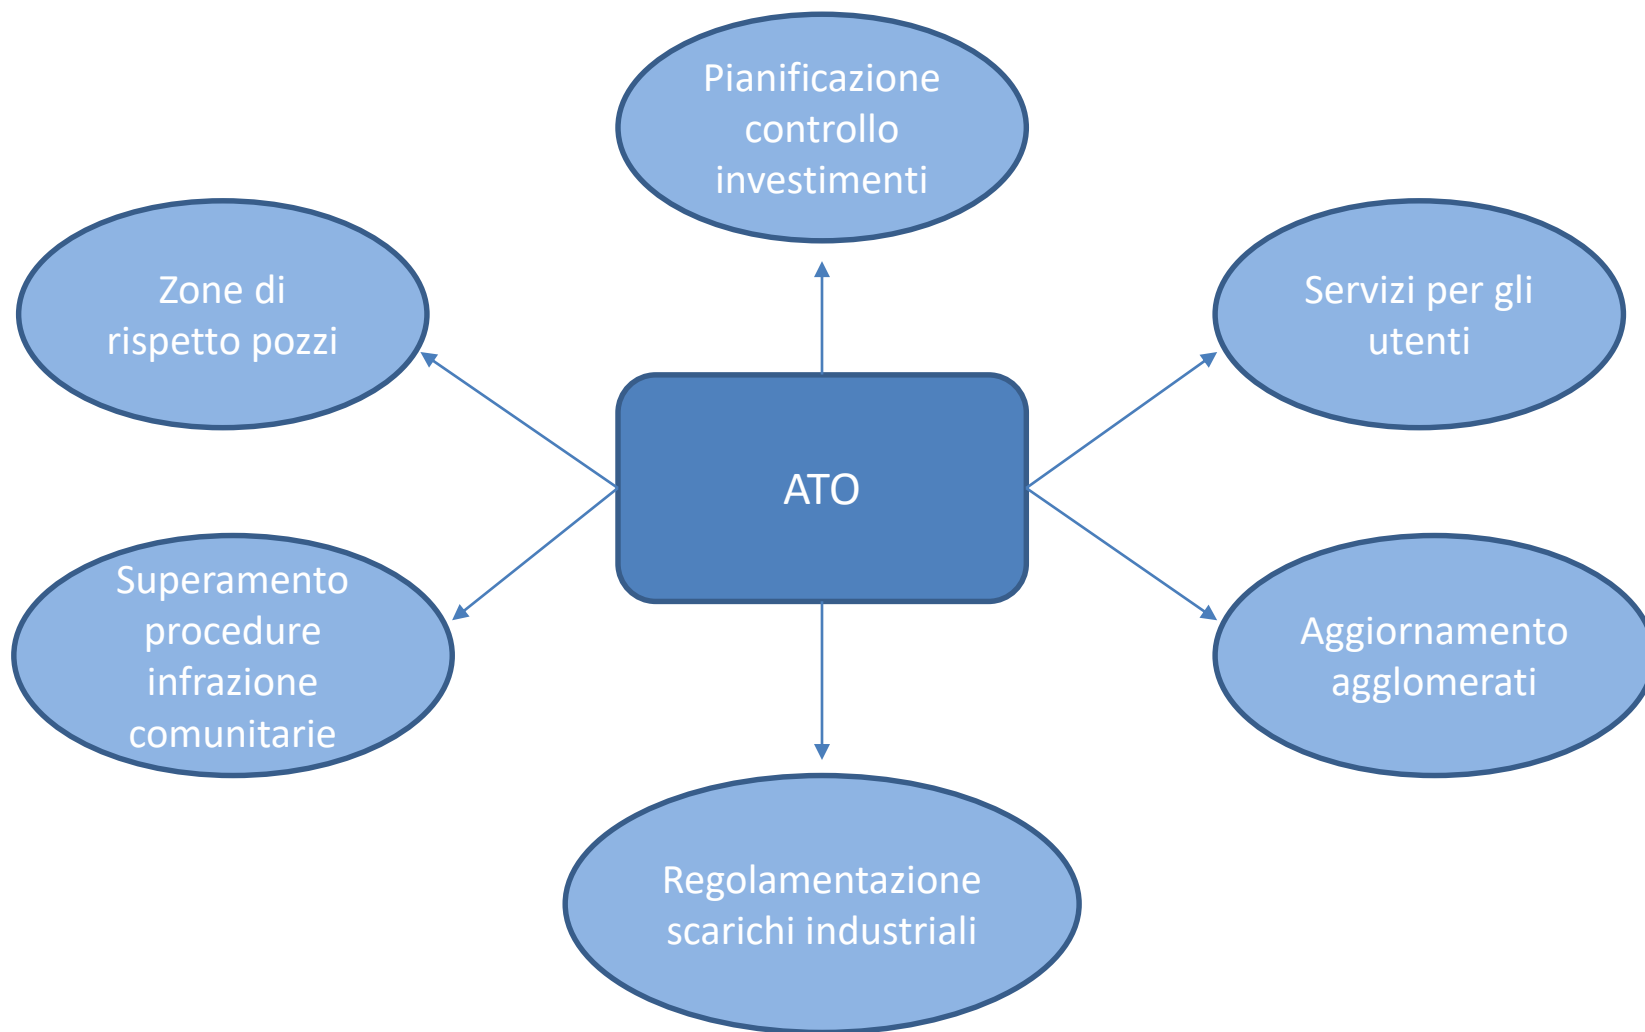 Pianificazione
controllo
investimenti
Zone di
rispetto pozzi
Servizi per gli
utenti
ATO
Superamento
procedure
infrazione
comunitarie
Aggiornamento
agglomerati
Regolamentazione
scarichi industriali